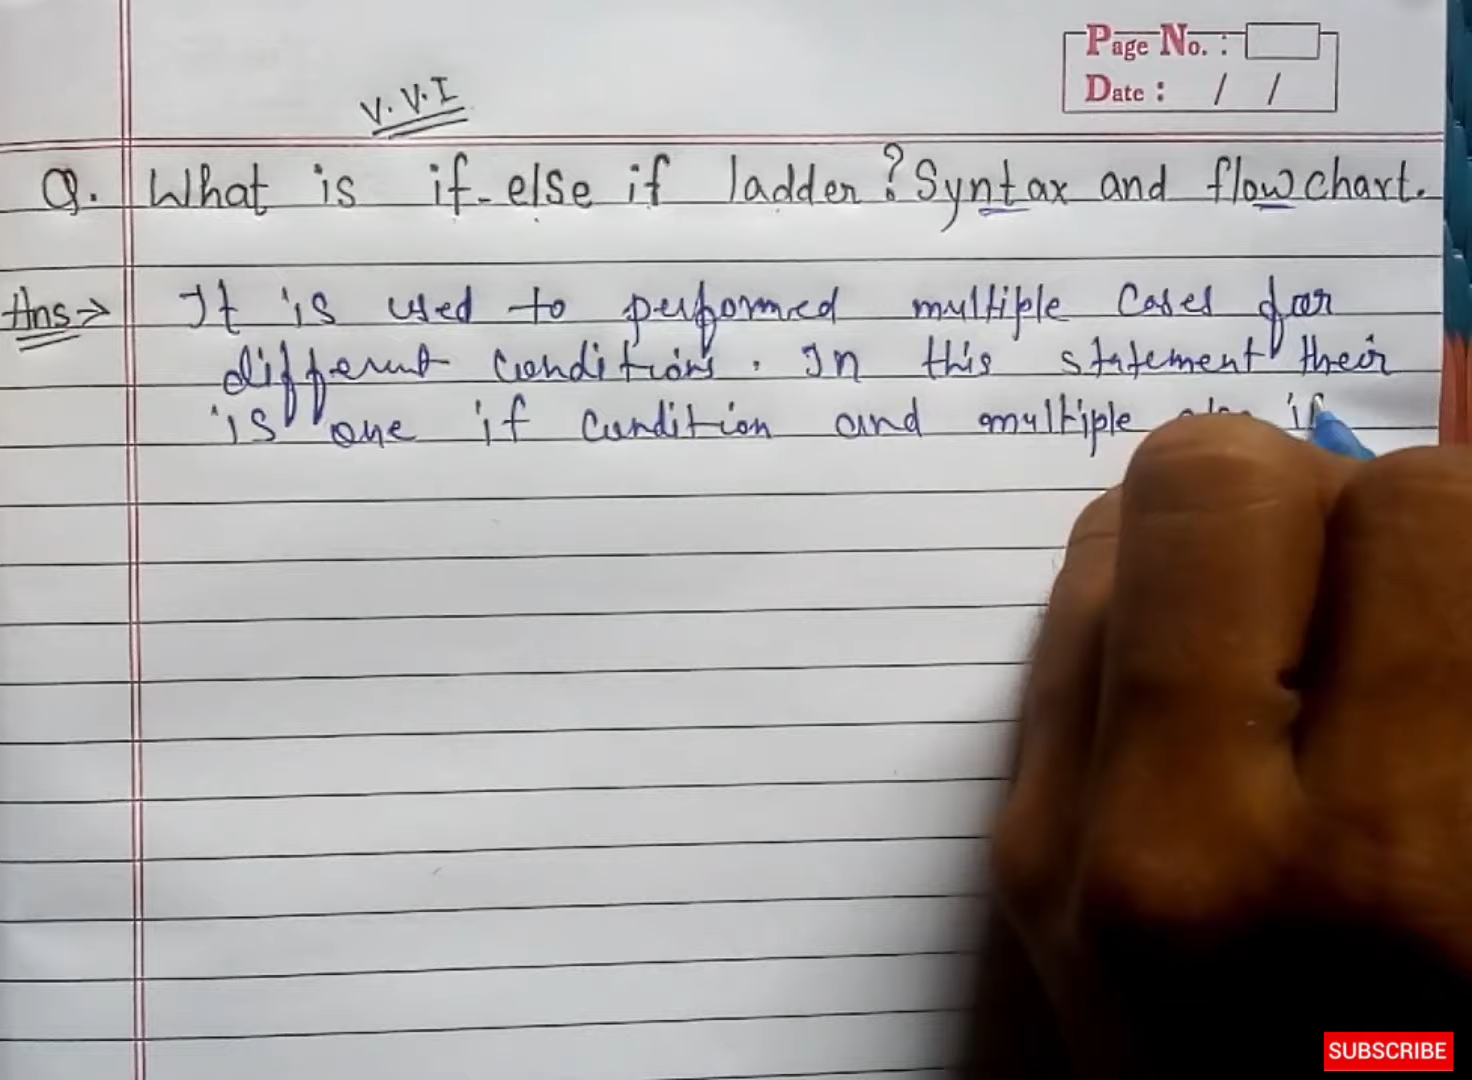 Page No. :
Date : / /
V.V.I
Q. What is if-else if ladder? Syntax and flowchart.
Ans→ It is used to performed multiple cases for
different conditions. In this statement their
is one if condition and multiple if
SUBSCRIBE